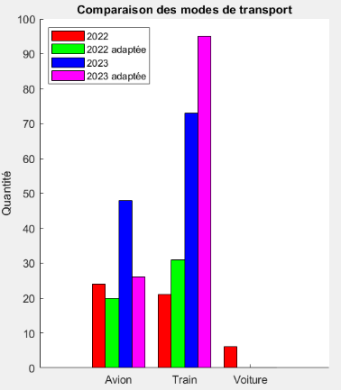 Comparaison des modes de transport
100
90
80
70
60
50
40
30
20
10
0
Quantité
2022
2022 adaptée
2023
2023 adaptée
Avion Train Voiture